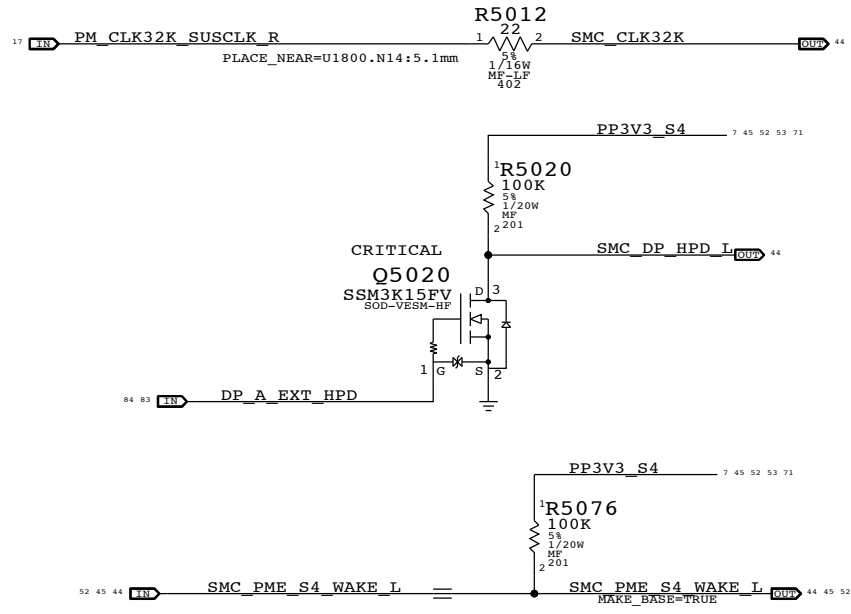 R5012
22
17 IN PM_CLK32K_SUSCLK_R 1 2 SMC_CLK32K OUT 44
PLACE_NEAR=U1800.N14:5.1mm
5%
1/16W
MF-LF
402
PP3V3_S4 7 45 52 53 71
1
R5020
100K
5%
1/20W
MF
201
2
SMC_DP_HPD_L OUT 44
CRITICAL
Q5020
SSM3K15FV
SOD-VESM-HF
D 3
1 G S 2
84 83 IN DP_A_EXT_HPD
PP3V3_S4 7 45 52 53 71
1
R5076
100K
5%
1/20W
MF
201
2
52 45 44 IN SMC_PME_S4_WAKE_L SMC_PME_S4_WAKE_L OUT 44 45 52
MAKE_BASE=TRUE